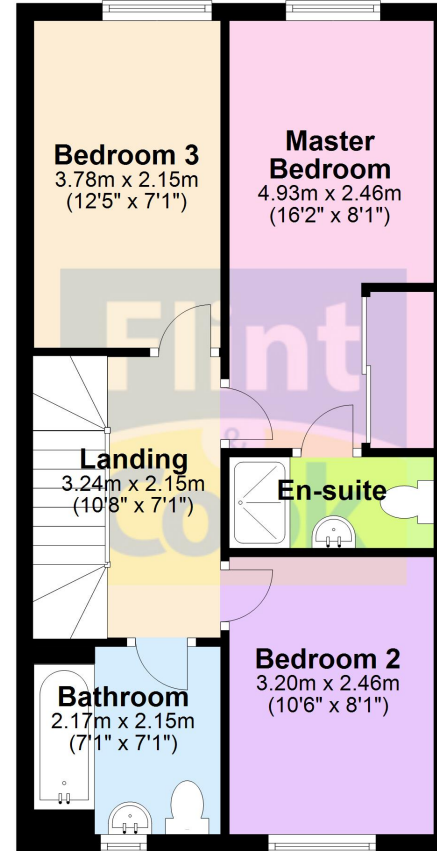 Bedroom 3
3.78m x 2.15m
(12'5" x 7'1")
Master
Bedroom
4.93m x 2.46m
(16'2" x 8'1")
Flint
&
Cook
Landing
3.24m x 2.15m
(10'8" x 7'1")
En-suite
Bedroom 2
3.20m x 2.46m
(10'6" x 8'1")
Bathroom
2.17m x 2.15m
(7'1" x 7'1")